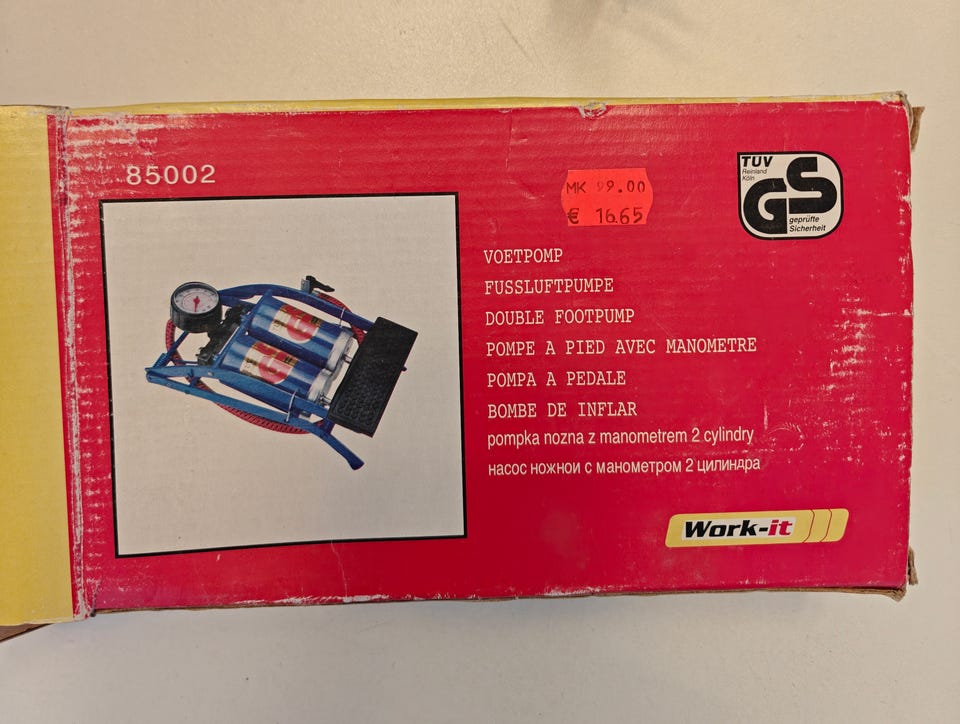 85002
MK 99.00
€ 16.65
TÜV
Reinland
Köln
GS
geprüfte
Sicherheit
VOETPOMP
FUSSLUFTPUMPE
DOUBLE FOOTPUMP
POMPE A PIED AVEC MANOMETRE
POMPA A PEDALE
BOMBE DE INFLAR
pompka nozna z manometrem 2 cylindry
насос ножнои с манометром 2 цилиндра
Work-it